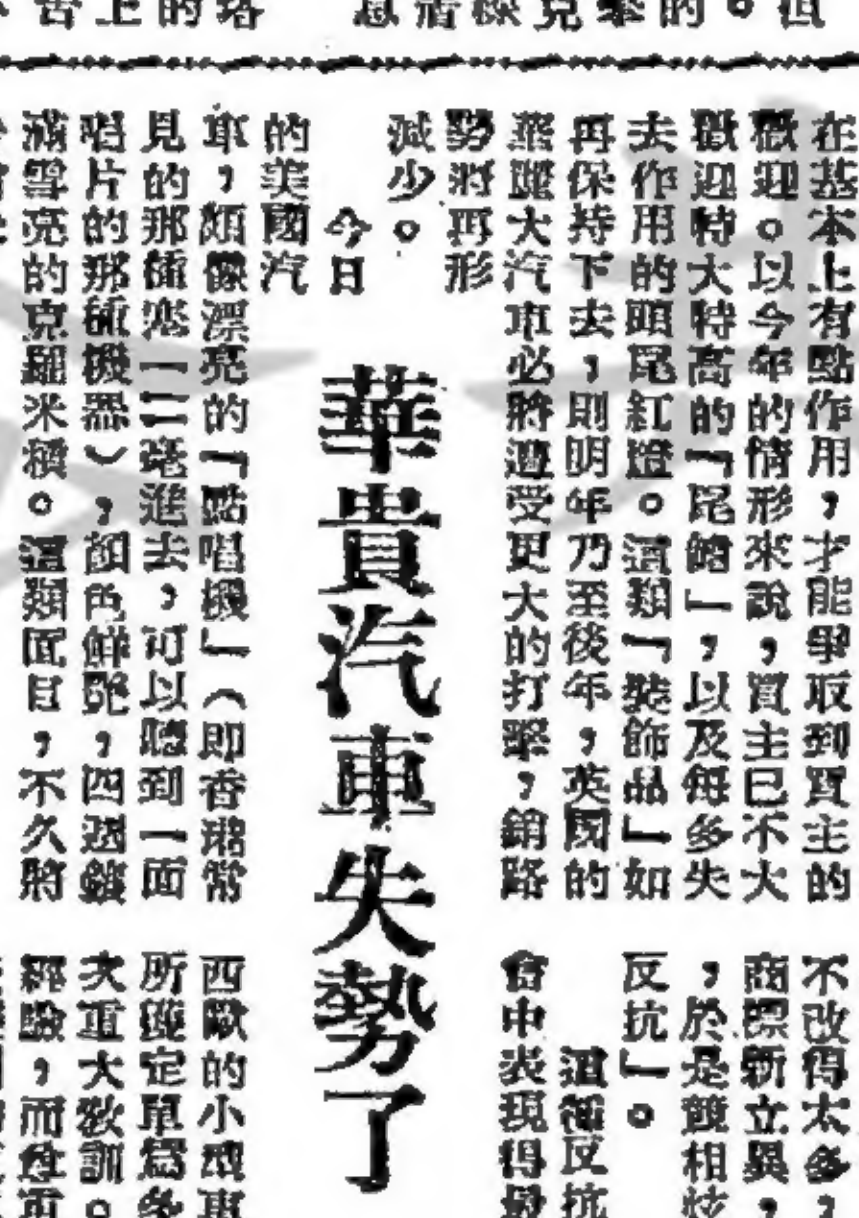 華貴汽車失勢了
在基本上有點作用，才能爭取到買主的
歡迎。以今年的情形來說，買主已不大
歡迎特大特高的「尾鰭」，以及每多失
去作用的頭尾紅燈。這類「裝飾品」如
再保持下去，則明年乃至後年，英國的
華麗大汽車必將遭受更大的打擊，銷路
勢將再形
減少。
今日
的美國汽
車，頗像漂亮的「點唱機」（即香港常
見的那種塞一二毫進去，可以聽到一面
唱片的那種機器），顏色鮮艷，四週鑲
滿雪亮的克羅米積。這類面目，不久將
不改得太多，
商標新立異，
，於是競相炫
反抗」。
這種反抗
會中表現得最
西歐的小型車
所獲定單為多
次重大教訓。
經驗，而